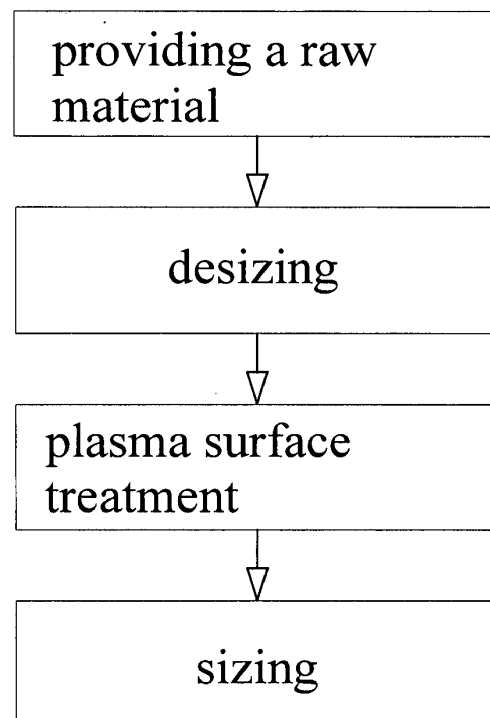 providing a raw
material
desizing
plasma surface
treatment
sizing